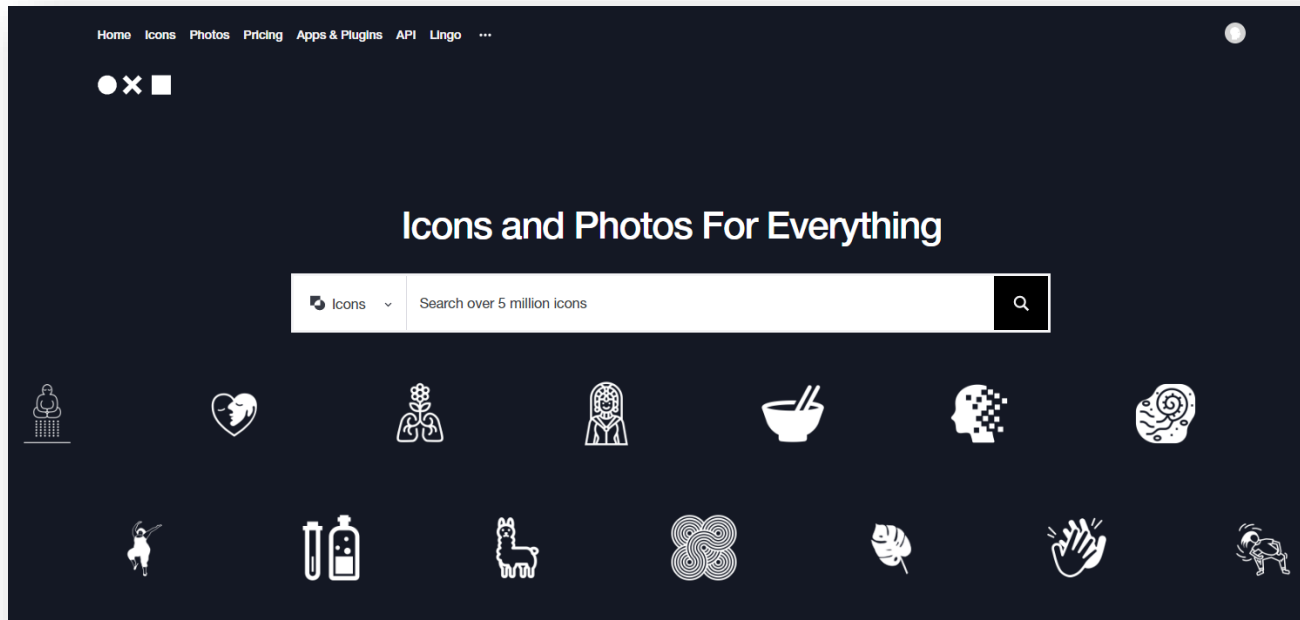 Home Icons Photos Pricing Apps & Plugins API Lingo ···
Icons and Photos For Everything
Icons Search over 5 million icons